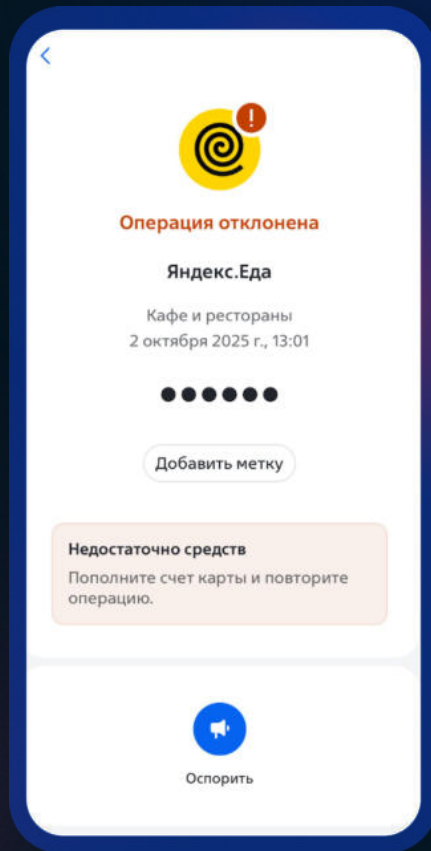 Операция отклонена
Яндекс.Еда
Кафе и рестораны
2 октября 2025 г., 13:01
●●●●●●
Добавить метку
Недостаточно средств
Пополните счет карты и повторите
операцию.
Оспорить